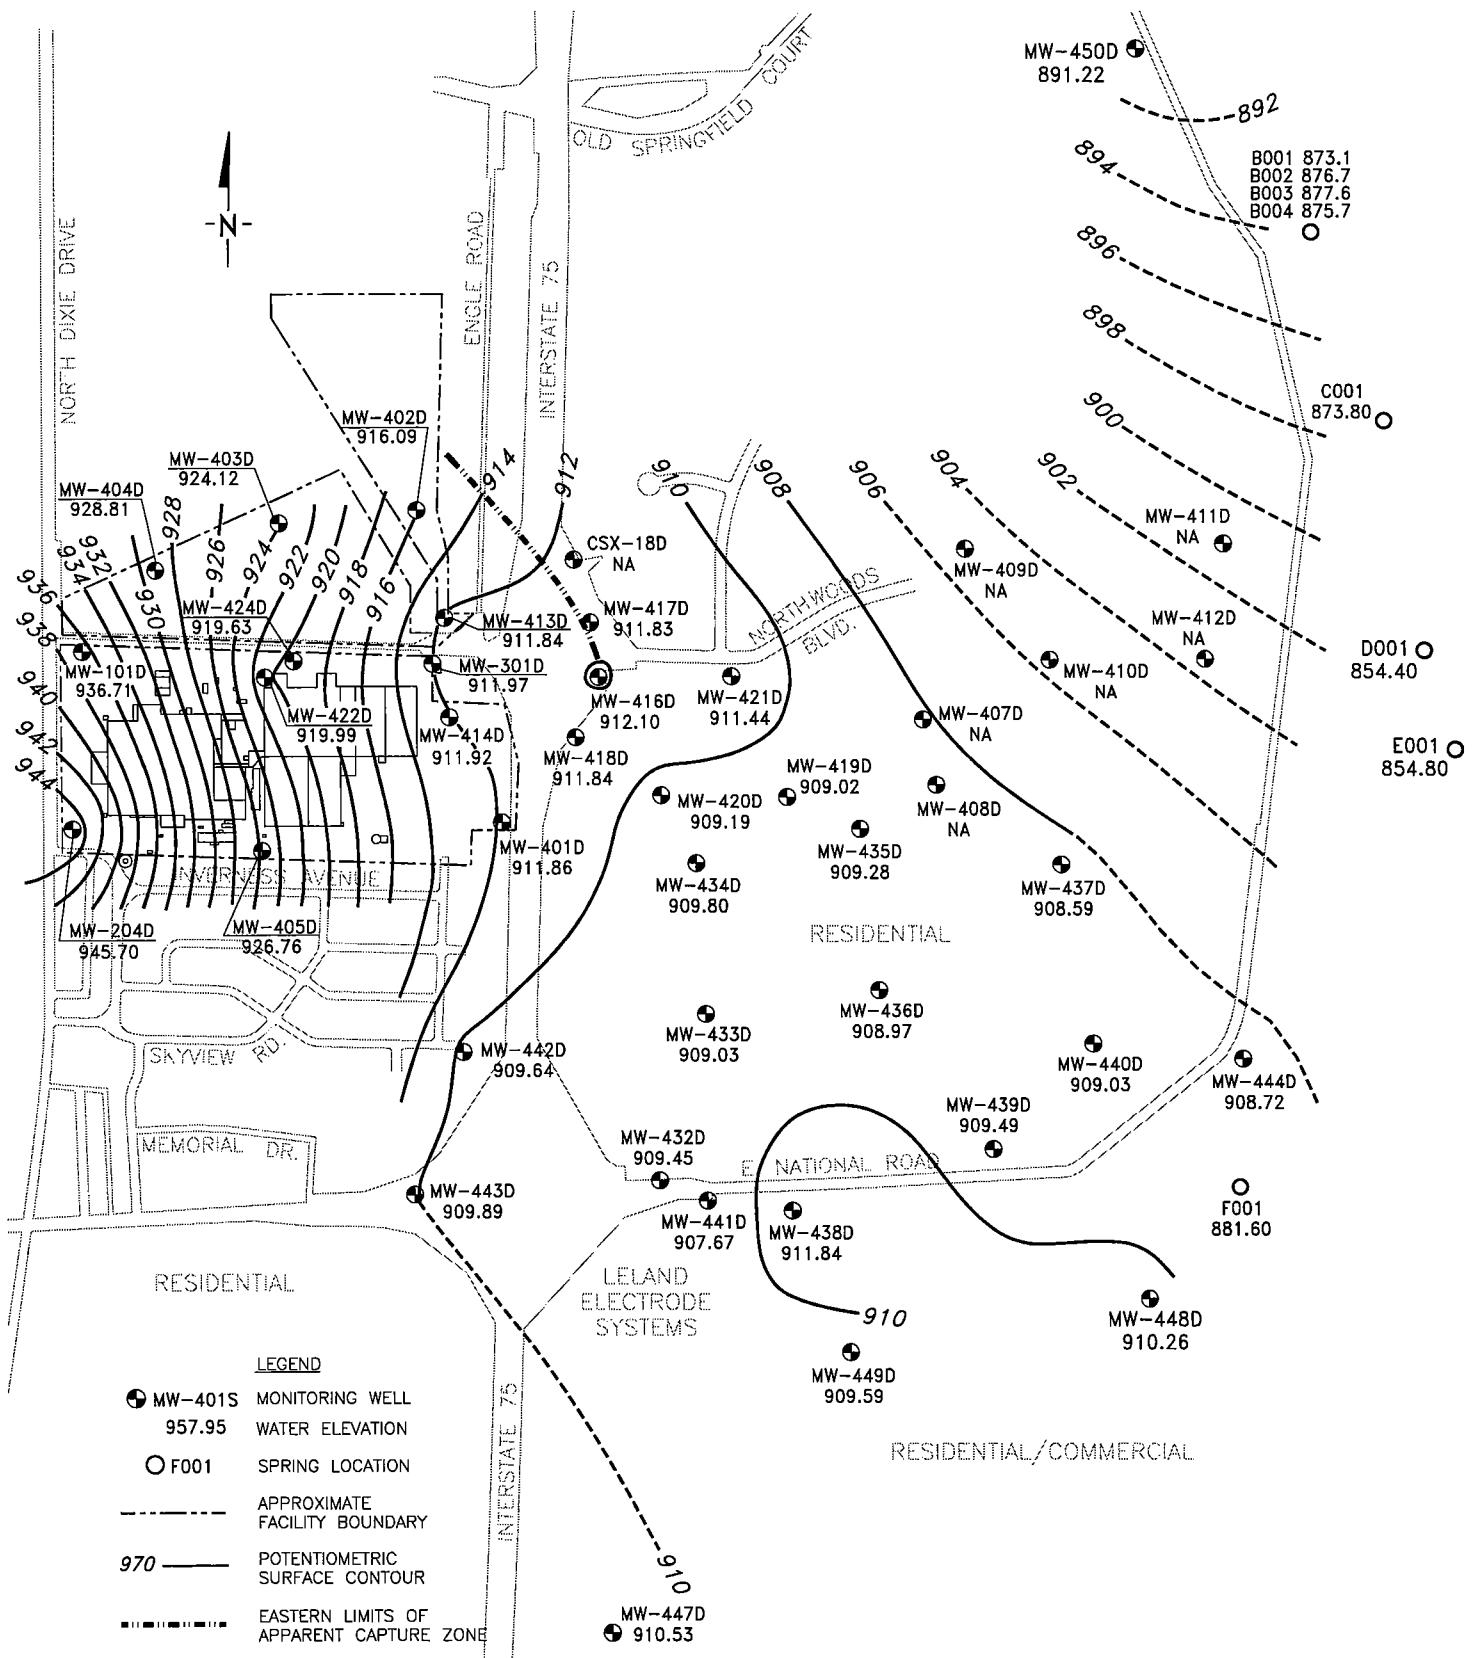 MW-450D
891.22
892
894
B001 873.1
B002 876.7
B003 877.6
B004 875.7
896
898
C001
873.80
900
902
904
906
908
910
912
914
OLD SPRINGFIELD COURT
-N-
NORTH DIXIE DRIVE
ENGLE ROAD
INTERSTATE 75
MW-402D
916.09
MW-403D
924.12
MW-404D
928.81
928
926
924
922
920
918
916
930
932
934
936
938
940
942
944
CSX-18D
NA
MW-411D
NA
MW-409D
NA
MW-424D
919.63
MW-413D
911.84
MW-417D
911.83
NORTHWOODS
BLVD.
MW-412D
NA
D001
854.40
MW-101D
936.71
MW-301D
911.97
MW-410D
NA
MW-422D
919.99
MW-414D
911.92
MW-416D
912.10
MW-421D
911.44
MW-407D
NA
E001
854.80
MW-418D
911.84
MW-419D
909.02
MW-420D
909.19
MW-408D
NA
MW-401D
911.86
MW-435D
909.28
MW-434D
909.80
MW-437D
908.59
INVERNESS AVENUE
MW-204D
945.70
MW-405D
926.76
RESIDENTIAL
MW-436D
908.97
MW-433D
909.03
SKYVIEW RD.
MW-442D
909.64
MW-440D
909.03
MW-444D
908.72
MW-439D
909.49
MEMORIAL DR.
MW-432D
909.45
E. NATIONAL ROAD
MW-443D
909.89
MW-441D
907.67
MW-438D
911.84
F001
881.60
RESIDENTIAL
LELAND
ELECTRODE
SYSTEMS
910
MW-448D
910.26
MW-449D
909.59
INTERSTATE 75
RESIDENTIAL/COMMERCIAL
910
MW-447D
910.53
LEGEND
MW-401S MONITORING WELL
957.95 WATER ELEVATION
F001 SPRING LOCATION
APPROXIMATE
FACILITY BOUNDARY
970 POTENTIOMETRIC
SURFACE CONTOUR
EASTERN LIMITS OF
APPARENT CAPTURE ZONE